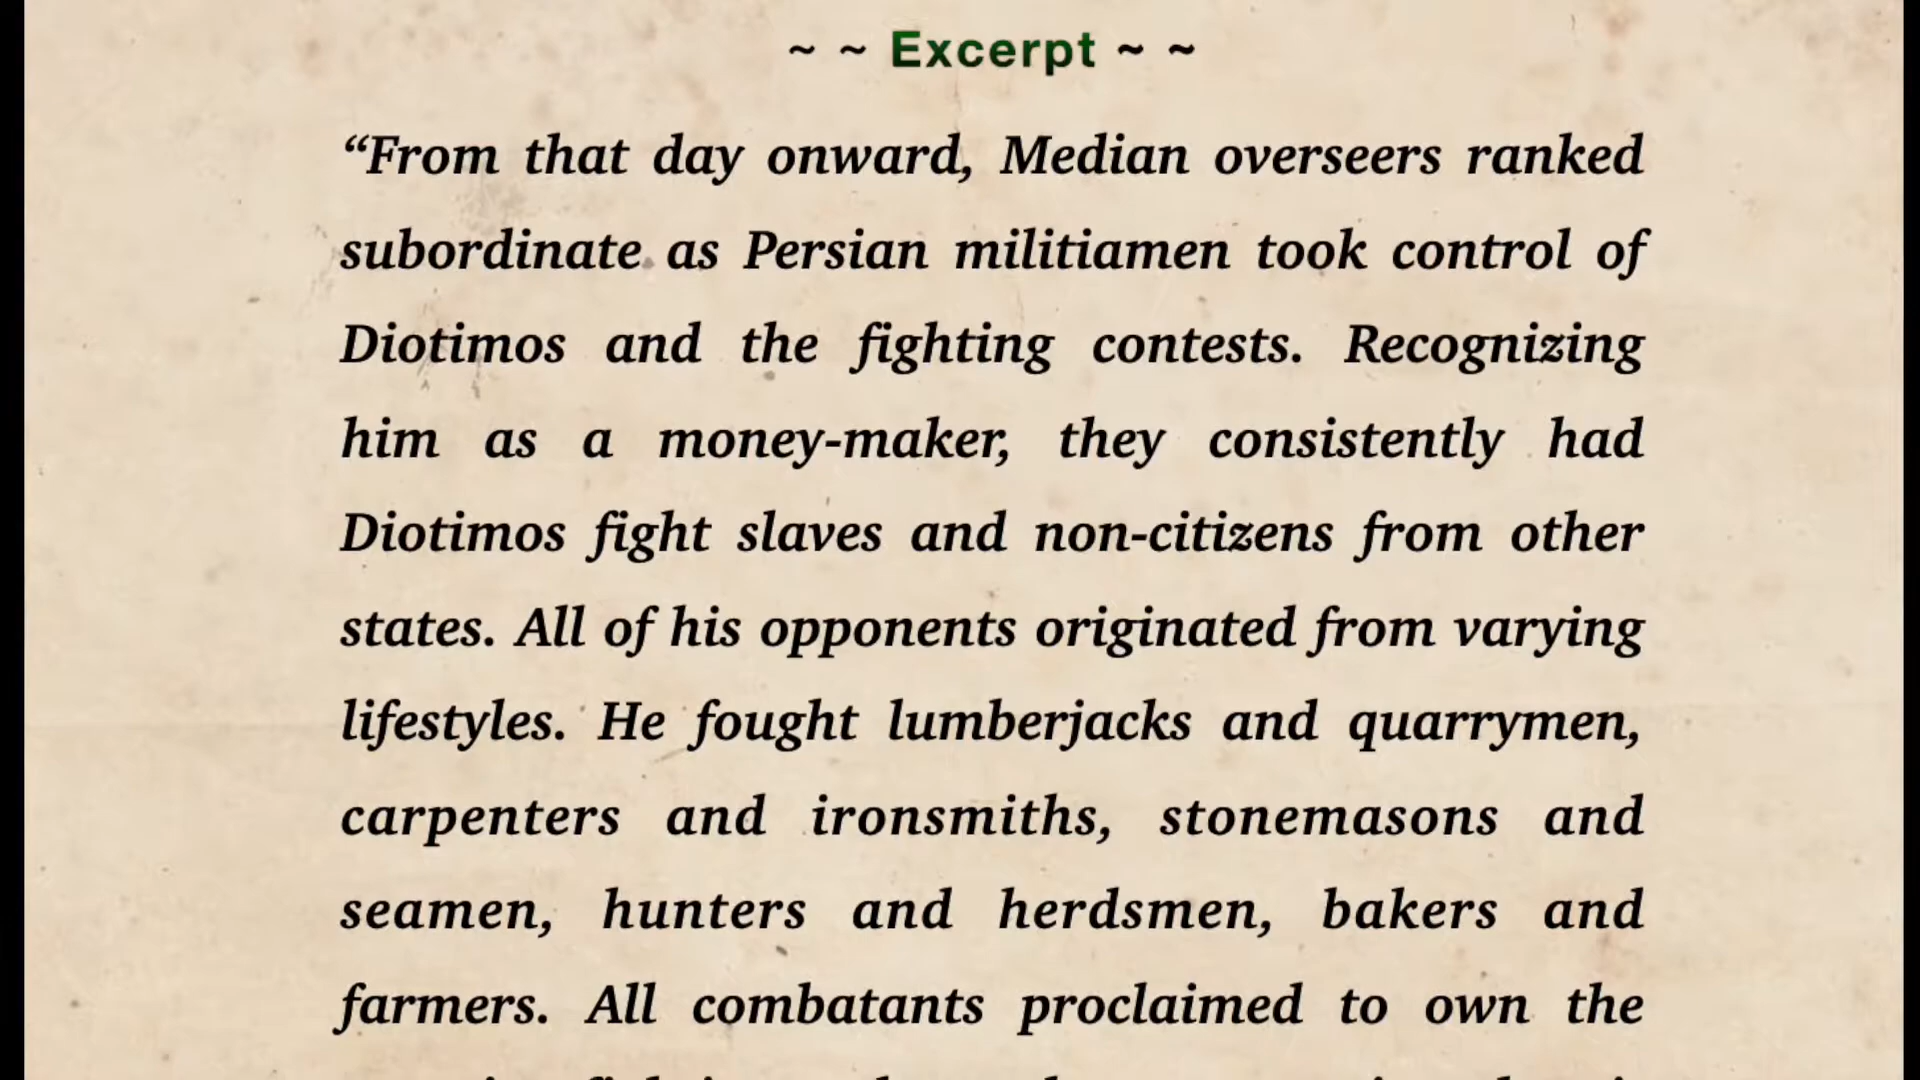 ~ ~ Excerpt ~ ~
“From that day onward, Median overseers ranked
subordinate as Persian militiamen took control of
Diotimos and the fighting contests. Recognizing
him as a money-maker, they consistently had
Diotimos fight slaves and non-citizens from other
states. All of his opponents originated from varying
lifestyles. He fought lumberjacks and quarrymen,
carpenters and ironsmiths, stonemasons and
seamen, hunters and herdsmen, bakers and
farmers. All combatants proclaimed to own the